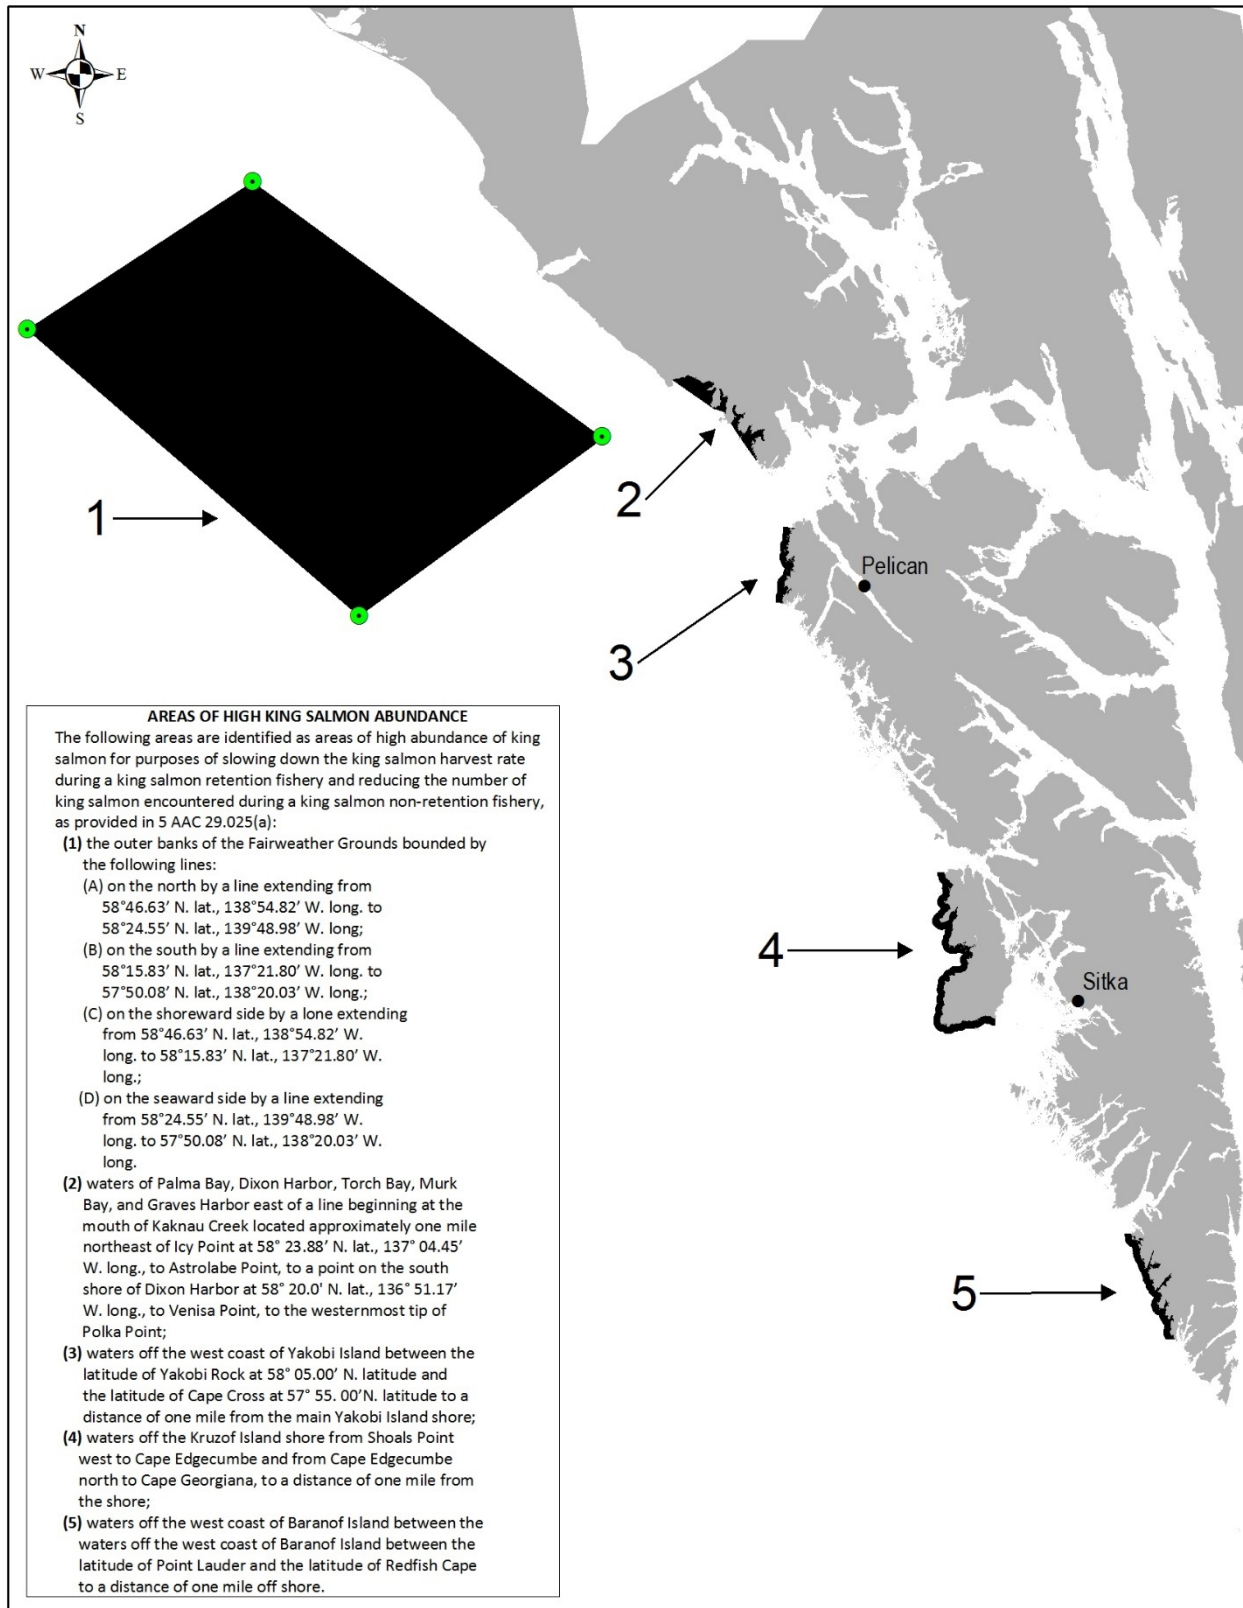 N
W E
S
1
2
Pelican
3
4
Sitka
5
AREAS OF HIGH KING SALMON ABUNDANCE
The following areas are identified as areas of high abundance of king
salmon for purposes of slowing down the king salmon harvest rate
during a king salmon retention fishery and reducing the number of
king salmon encountered during a king salmon non-retention fishery,
as provided in 5 AAC 29.025(a):
(1) the outer banks of the Fairweather Grounds bounded by
the following lines:
(A) on the north by a line extending from
58°46.63’ N. lat., 138°54.82’ W. long. to
58°24.55’ N. lat., 139°48.98’ W. long;
(B) on the south by a line extending from
58°15.83’ N. lat., 137°21.80’ W. long. to
57°50.08’ N. lat., 138°20.03’ W. long.;
(C) on the shoreward side by a lone extending
from 58°46.63’ N. lat., 138°54.82’ W.
long. to 58°15.83’ N. lat., 137°21.80’ W.
long.;
(D) on the seaward side by a line extending
from 58°24.55’ N. lat., 139°48.98’ W.
long. to 57°50.08’ N. lat., 138°20.03’ W.
long.
(2) waters of Palma Bay, Dixon Harbor, Torch Bay, Murk
Bay, and Graves Harbor east of a line beginning at the
mouth of Kaknau Creek located approximately one mile
northeast of Icy Point at 58° 23.88’ N. lat., 137° 04.45’
W. long., to Astrolabe Point, to a point on the south
shore of Dixon Harbor at 58° 20.0' N. lat., 136° 51.17’
W. long., to Venisa Point, to the westernmost tip of
Polka Point;
(3) waters off the west coast of Yakobi Island between the
latitude of Yakobi Rock at 58° 05.00’ N. latitude and
the latitude of Cape Cross at 57° 55. 00’N. latitude to a
distance of one mile from the main Yakobi Island shore;
(4) waters off the Kruzof Island shore from Shoals Point
west to Cape Edgecumbe and from Cape Edgecumbe
north to Cape Georgiana, to a distance of one mile from
the shore;
(5) waters off the west coast of Baranof Island between the
waters off the west coast of Baranof Island between the
latitude of Point Lauder and the latitude of Redfish Cape
to a distance of one mile off shore.